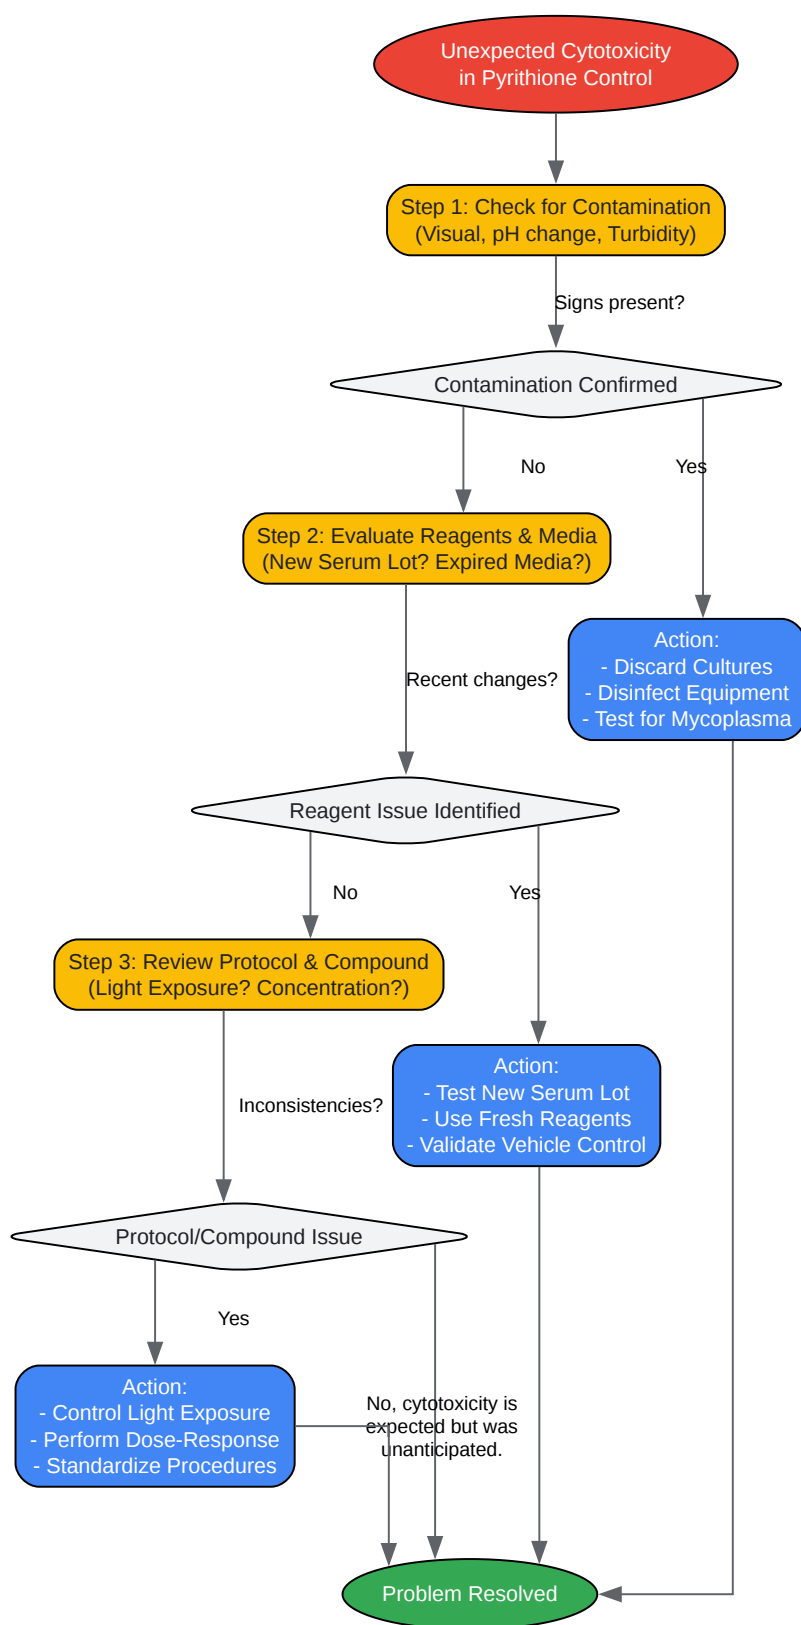 Unexpected Cytotoxicity
in Pyrithione Control
Step 1: Check for Contamination
(Visual, pH change, Turbidity)
Signs present?
Contamination Confirmed
No
Yes
Step 2: Evaluate Reagents & Media
(New Serum Lot? Expired Media?)
Action:
- Discard Cultures
- Disinfect Equipment
- Test for Mycoplasma
Recent changes?
Reagent Issue Identified
No
Yes
Step 3: Review Protocol & Compound
(Light Exposure? Concentration?)
Action:
- Test New Serum Lot
- Use Fresh Reagents
- Validate Vehicle Control
Inconsistencies?
Protocol/Compound Issue
Yes
Action:
- Control Light Exposure
- Perform Dose-Response
- Standardize Procedures
No, cytotoxicity is
expected but was
unanticipated.
Problem Resolved